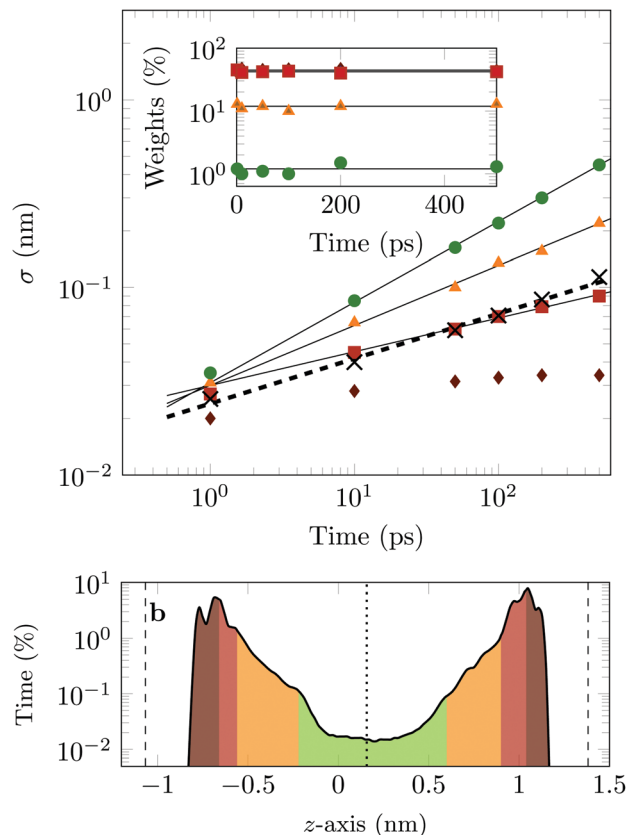 10^0
10^{-1}
10^{-2}
σ (nm)
10^2
10^1
10^0
Weights (%)
0 200 400
Time (ps)
10^0 10^1 10^2
Time (ps)
b
10^1
10^0
10^{-1}
10^{-2}
Time (%)
−1 −0.5 0 0.5 1 1.5
z-axis (nm)